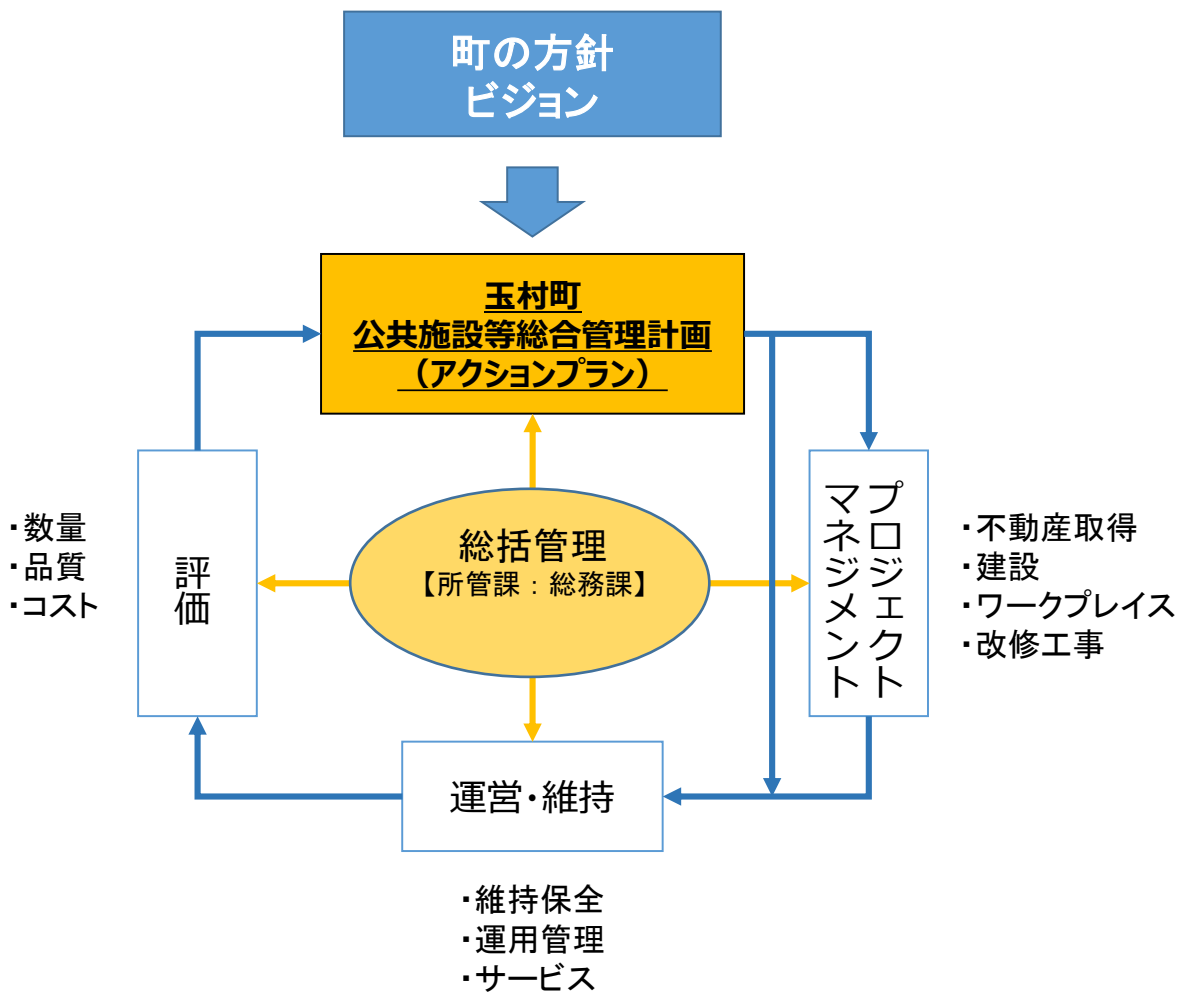 町の方針
ビジョン
玉村町
公共施設等総合管理計画
（アクションプラン）
総括管理
【所管課：総務課】
・数量
・品質
・コスト
評価
プロジェクト
マネジメント
・不動産取得
・建設
・ワークプレイス
・改修工事
運営・維持
・維持保全
・運用管理
・サービス